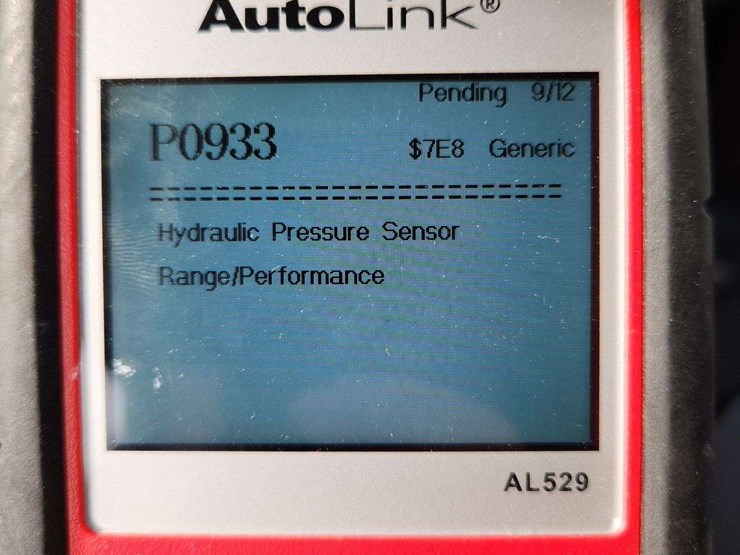 AutoLink®
Pending 9/12
P0933 $7E8 Generic
==============================
Hydraulic Pressure Sensor
Range/Performance
AL529